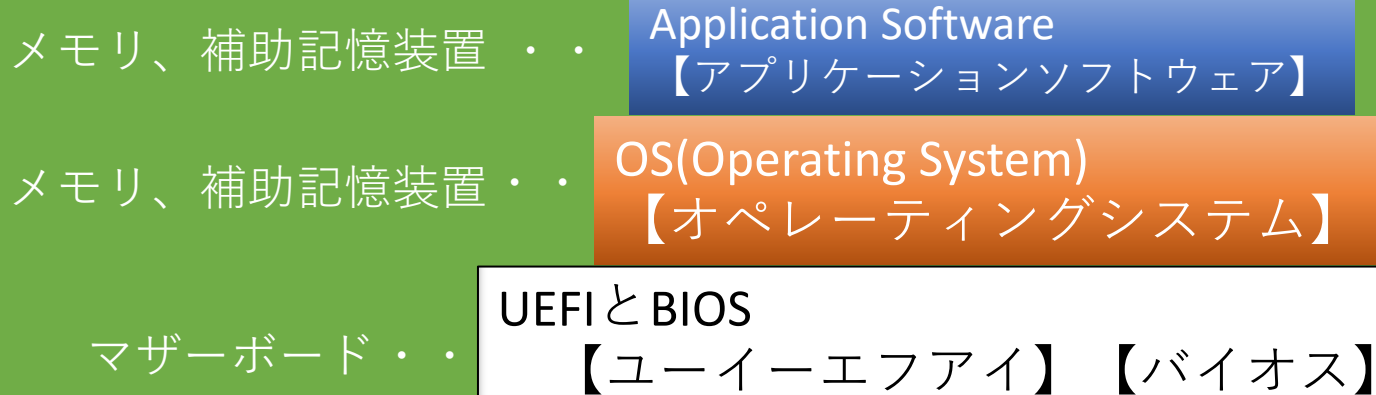 メモリ、補助記憶装置 ・・
Application Software
【アプリケーションソフトウェア】
メモリ、補助記憶装置・・
OS(Operating System)
【オペレーティングシステム】
マザーボード・・
UEFIとBIOS
【ユーイーエフアイ】【バイオス】